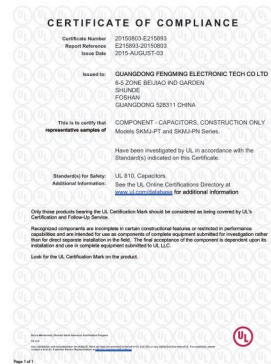 CERTIFICATE OF COMPLIANCE
Certificate Number 20150803-E215893
Report Reference E215893-20150803
Issue Date 2015-AUGUST-03
Issued to: GUANGDONG FENGMING ELECTRONIC TECH CO LTD
6-5 ZONE BEIJIAO IND GARDEN
SHUNDE
FOSHAN
GUANGDONG 528311 CHINA
This is to certify that COMPONENT - CAPACITORS, CONSTRUCTION ONLY
representative samples of Models SKMJ-PT and SKMJ-PN Series.
Have been investigated by UL in accordance with the
Standard(s) indicated on this Certificate.
Standard(s) for Safety: UL 810, Capacitors
Additional Information: See the UL Online Certifications Directory at
www.ul.com/database for additional information
Only those products bearing the UL Certification Mark should be considered as being covered by UL's
Certification and Follow-Up Service.
Recognized components are incomplete in certain constructional features or restricted in performance
capabilities and are intended for use as components of complete equipment submitted for investigation rather
than for direct separate installation in the field. The final acceptance of the component is dependent upon its
installation and use in complete equipment submitted to UL LLC.
Look for the UL Certification Mark on the product.
UL
Page 1 of 1